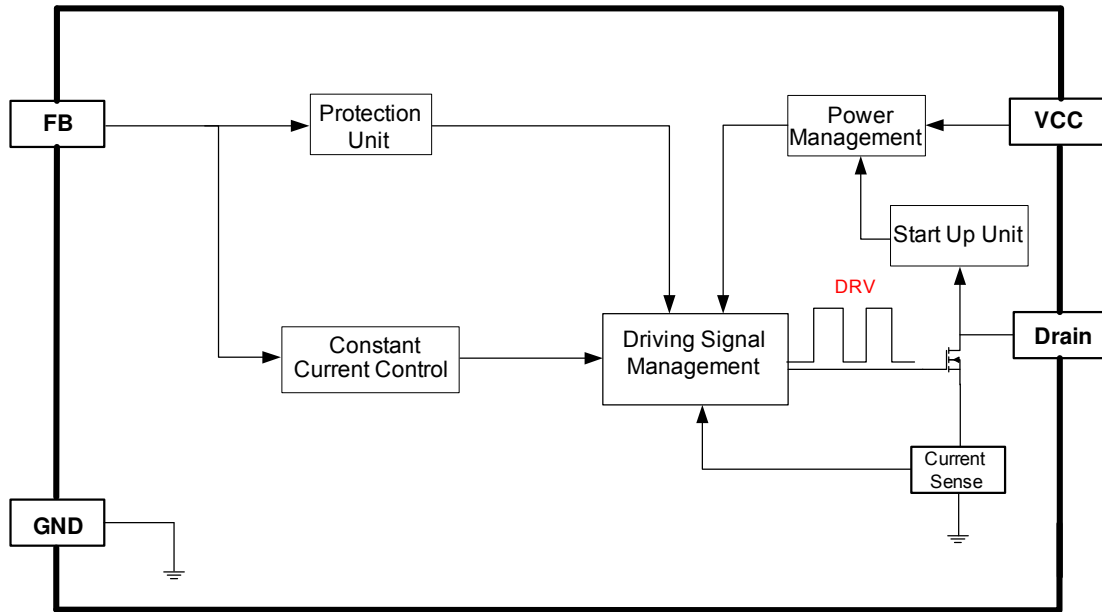 FB
Protection
Unit
Power
Management
VCC
Start Up Unit
DRV
Constant
Current Control
Driving Signal
Management
Drain
Current
Sense
GND